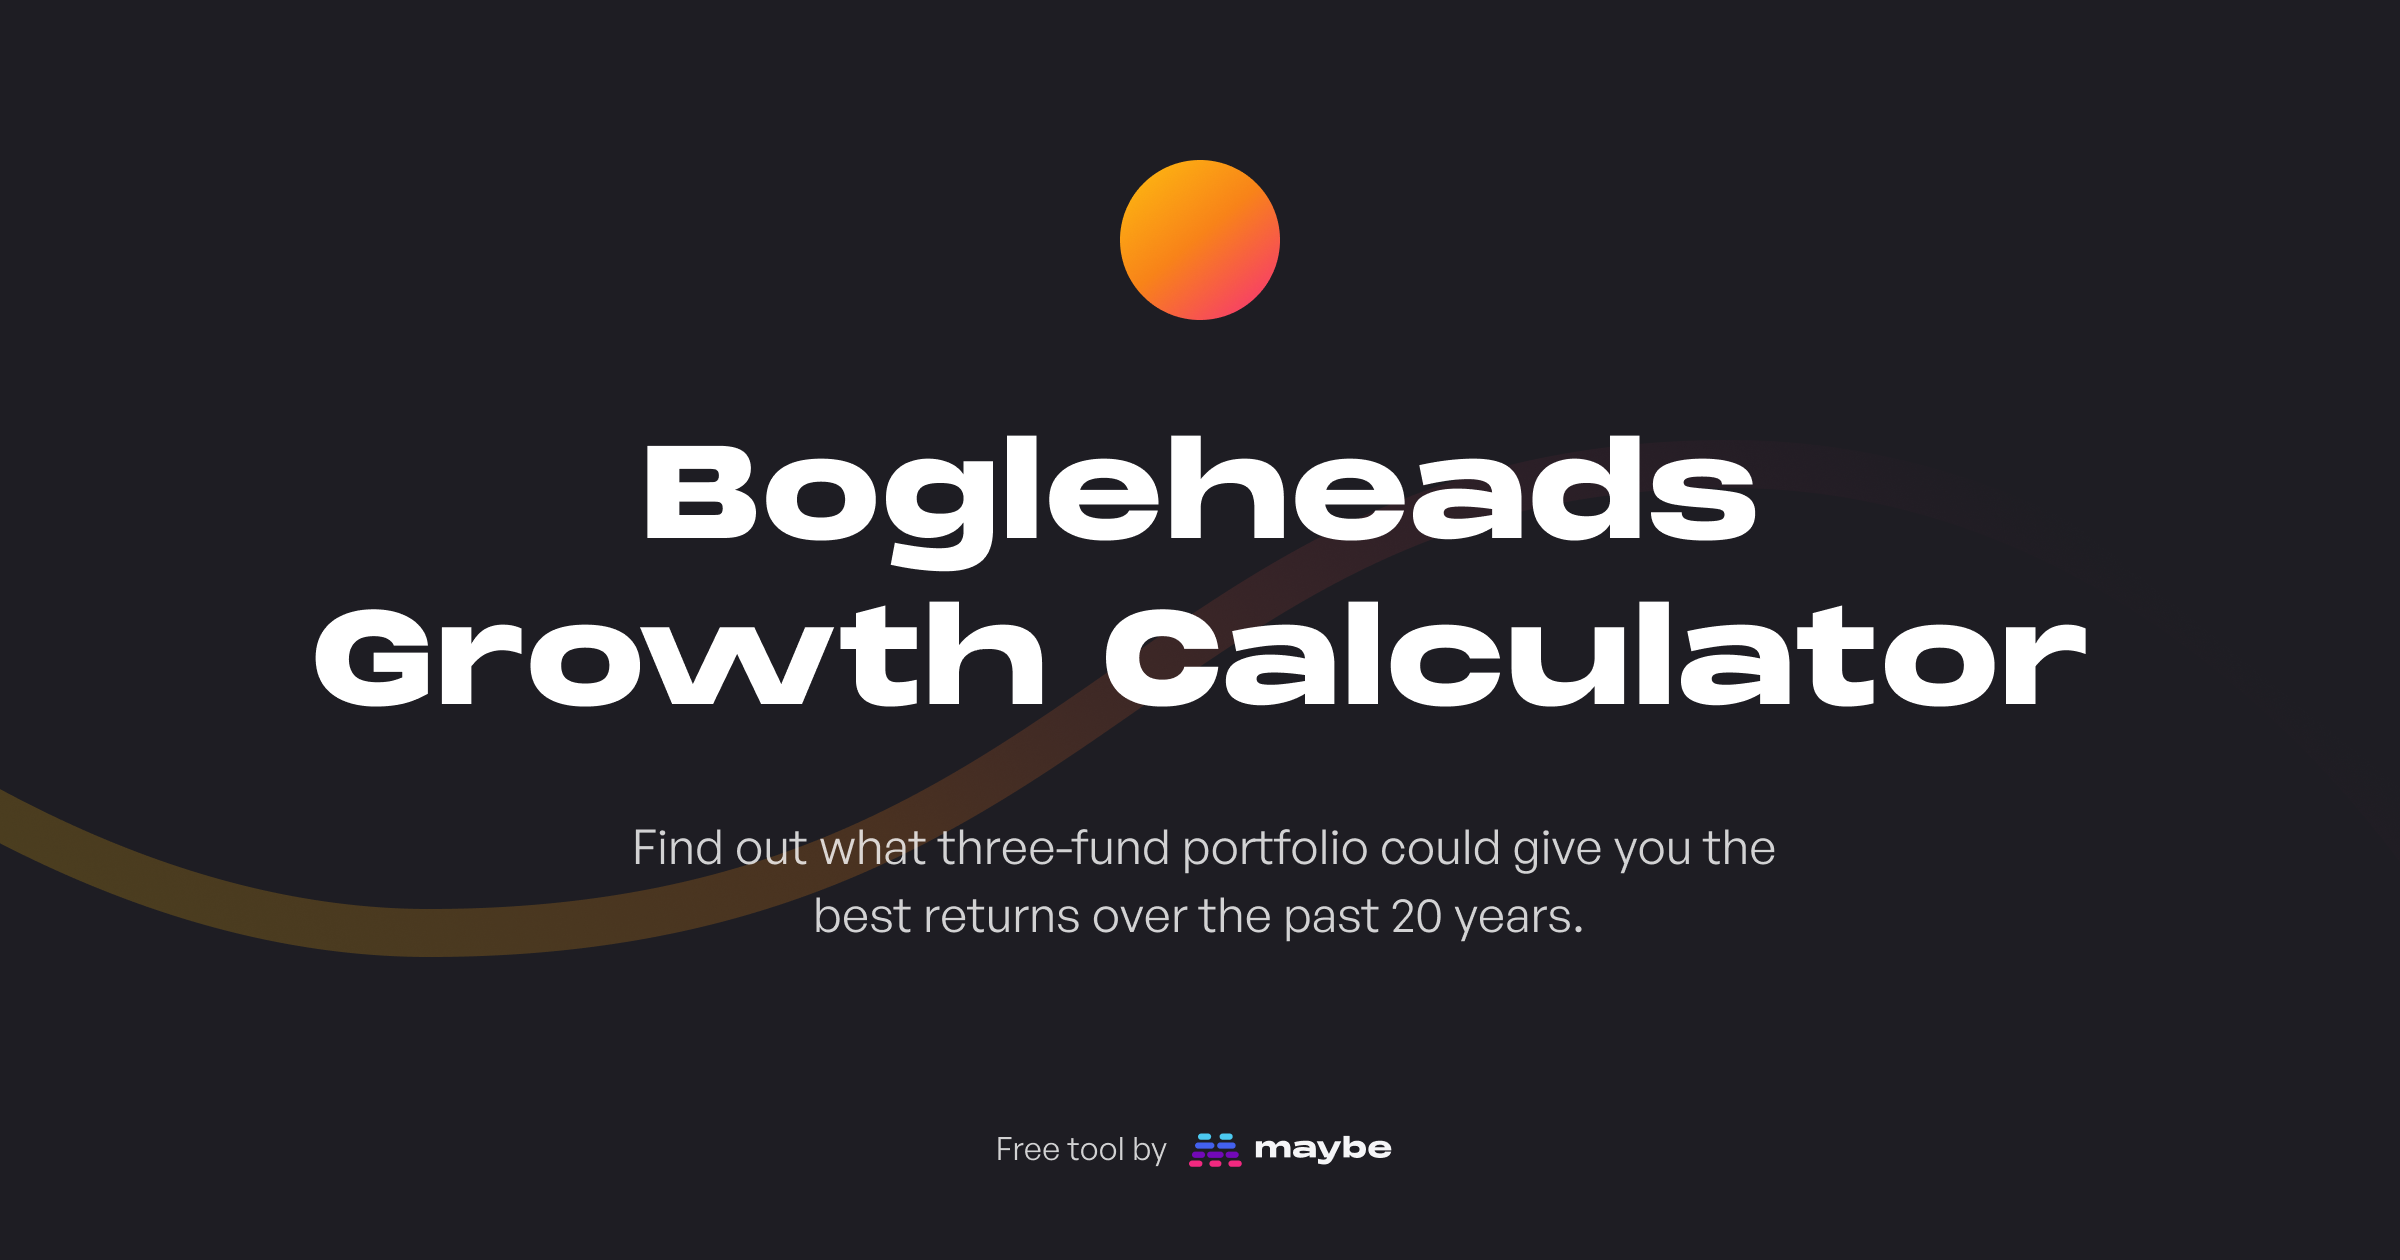 Bogleheads
Growth Calculator
Find out what three-fund portfolio could give you the
best returns over the past 20 years.
Free tool by maybe